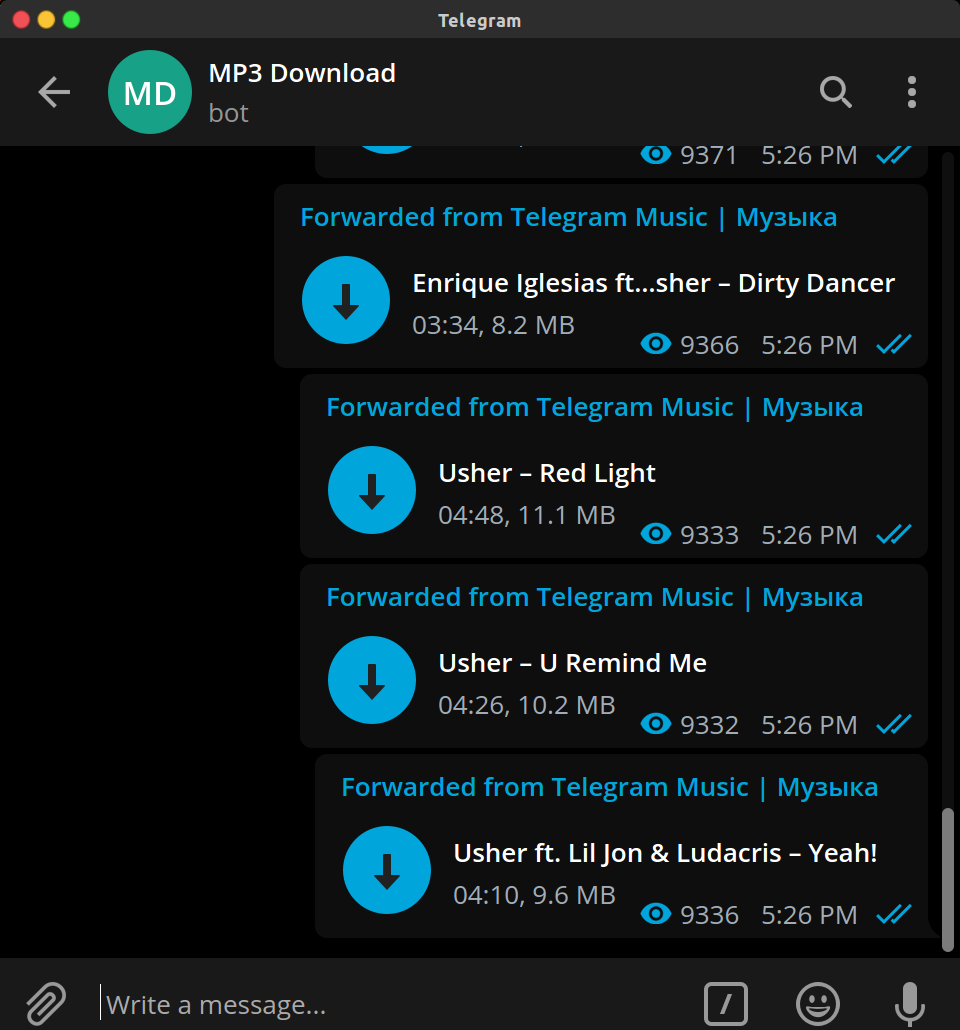 Telegram
MD
MP3 Download
bot
9371 5:26 PM
Forwarded from Telegram Music | Музыка
Enrique Iglesias ft...sher – Dirty Dancer
03:34, 8.2 MB
9366 5:26 PM
Forwarded from Telegram Music | Музыка
Usher – Red Light
04:48, 11.1 MB
9333 5:26 PM
Forwarded from Telegram Music | Музыка
Usher – U Remind Me
04:26, 10.2 MB
9332 5:26 PM
Forwarded from Telegram Music | Музыка
Usher ft. Lil Jon & Ludacris – Yeah!
04:10, 9.6 MB
9336 5:26 PM
Write a message...